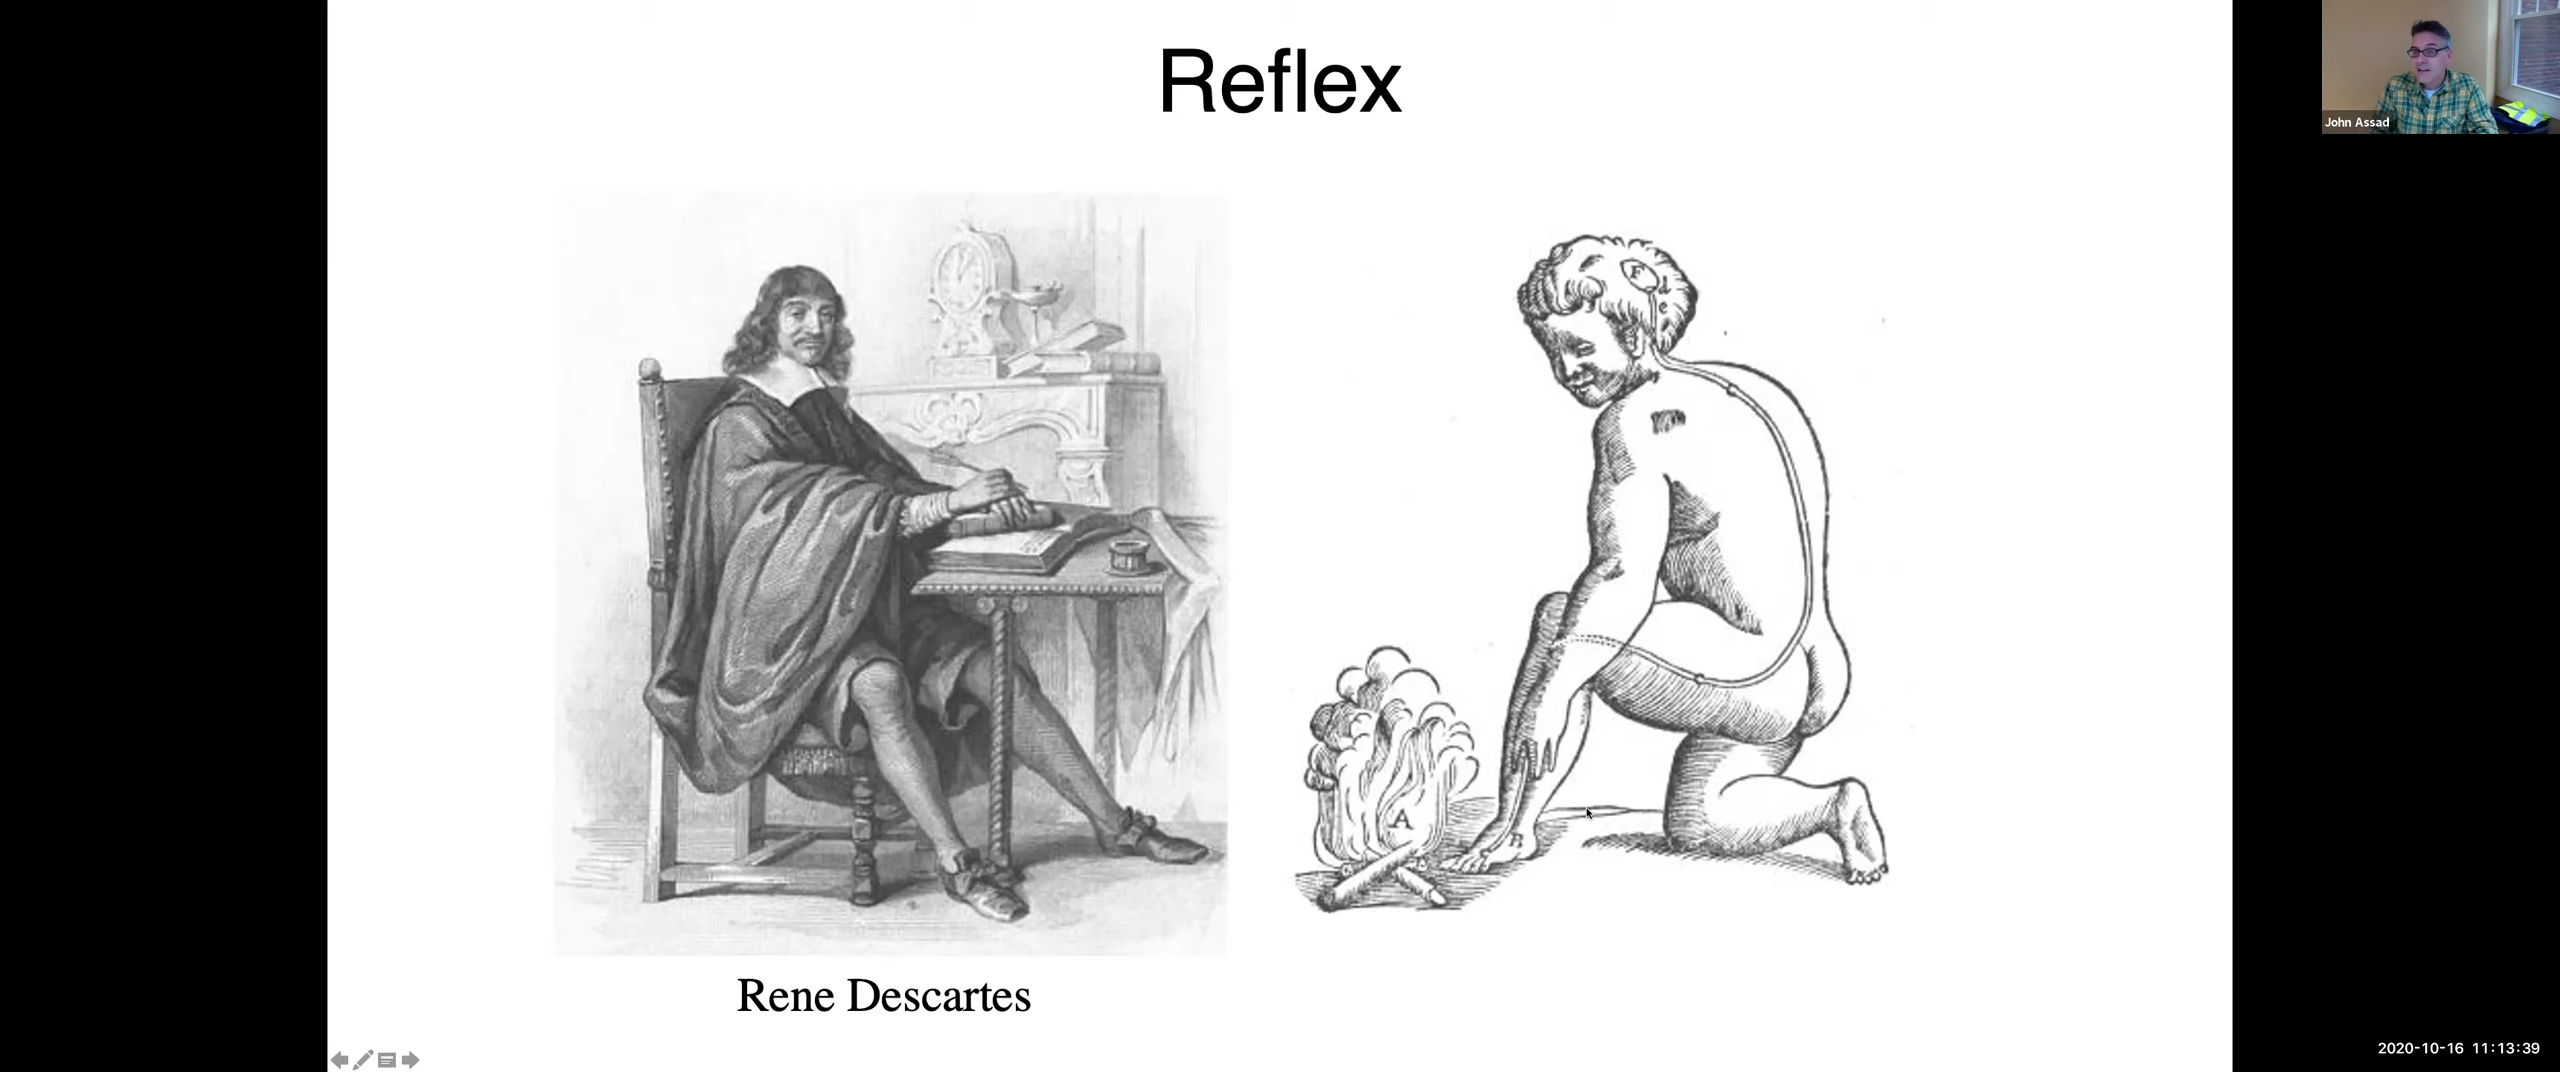 Reflex
John Assad
A
B
Rene Descartes
2020-10-16 11:13:39